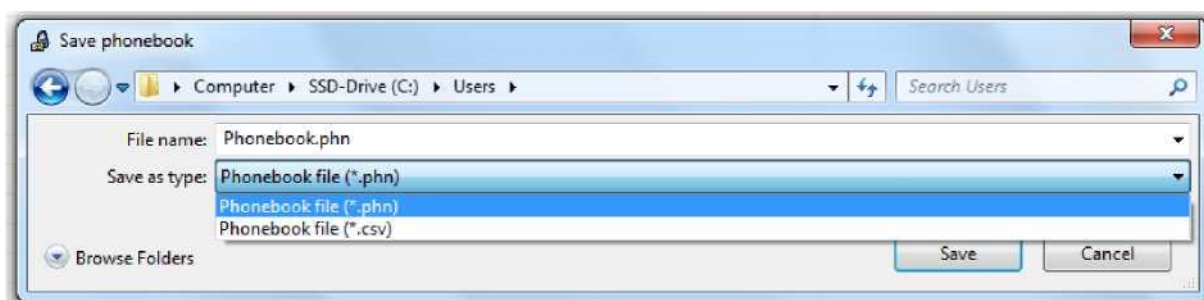 Save phonebook
Computer SSD-Drive (C:) Users Search Users
File name: Phonebook.phn
Save as type: Phonebook file (*.phn)
Phonebook file (*.phn)
Phonebook file (*.csv)
Browse Folders Save Cancel